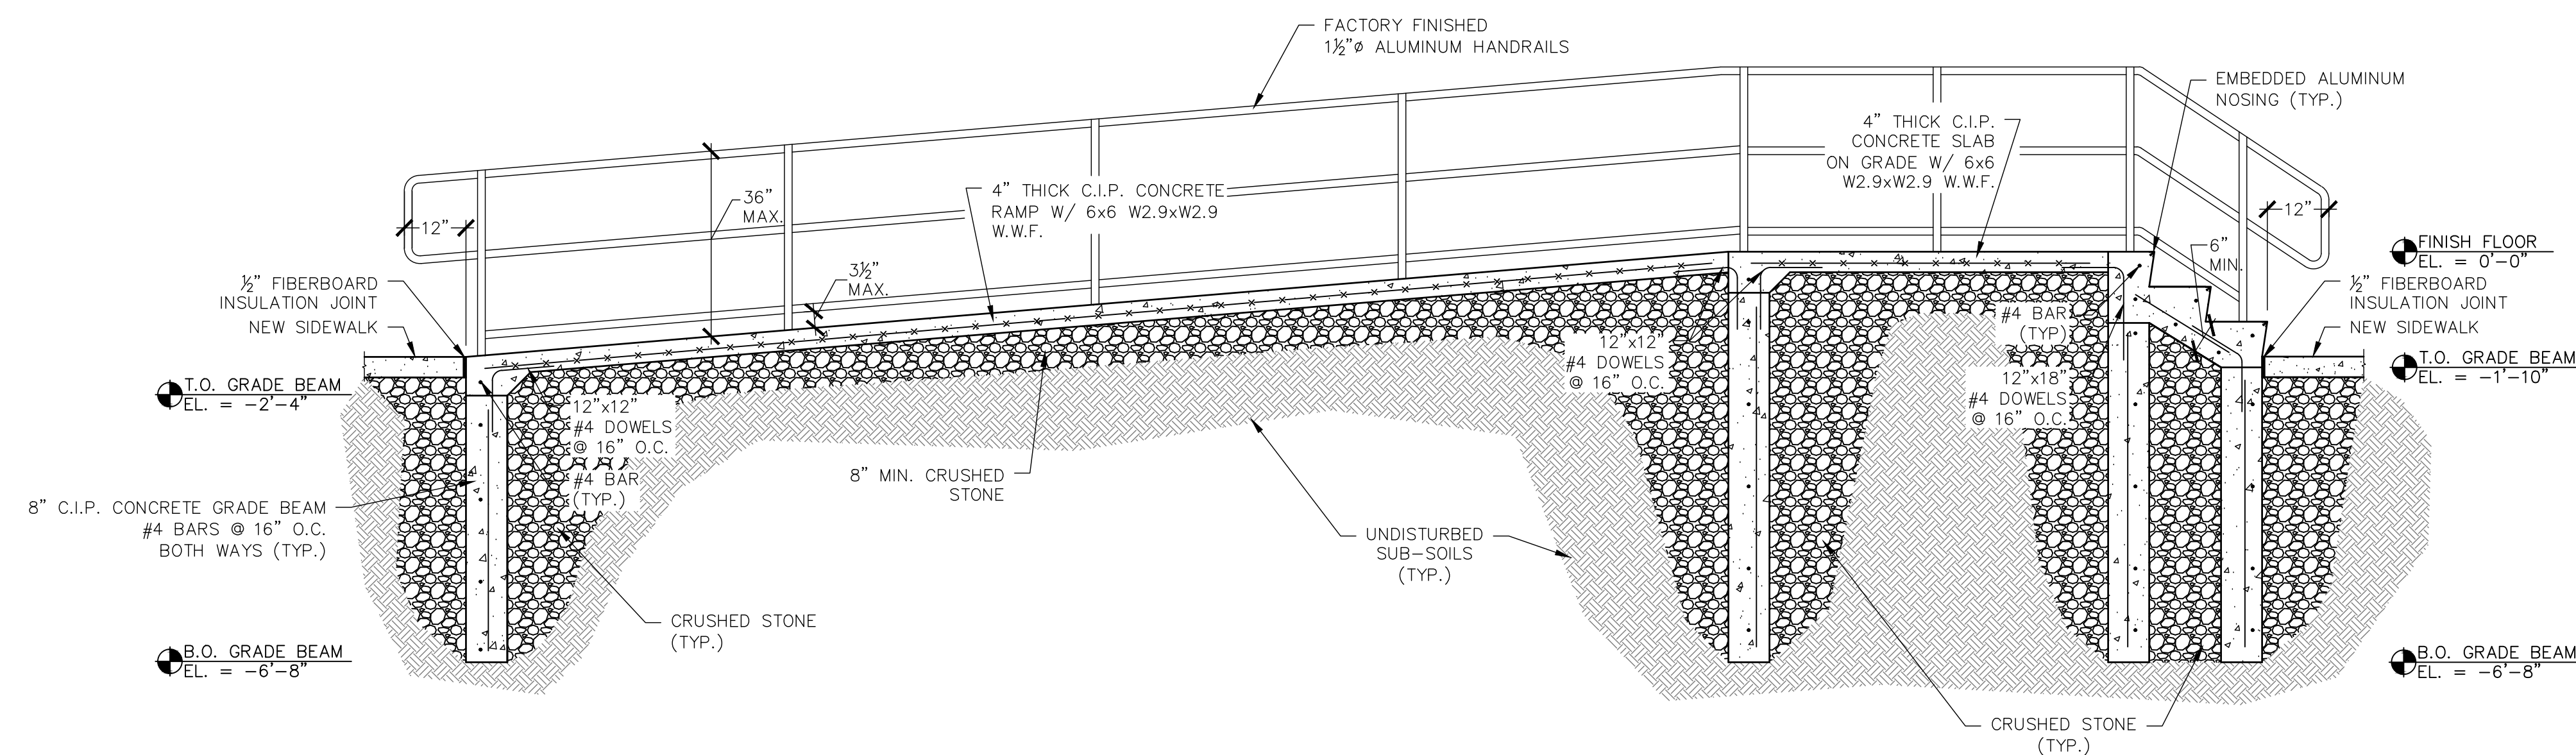 FACTORY FINISHED
1½"ø ALUMINUM HANDRAILS
EMBEDDED ALUMINUM
NOSING (TYP.)
4" THICK C.I.P.
CONCRETE SLAB
ON GRADE W/ 6x6
W2.9xW2.9 W.W.F.
36"
MAX.
4" THICK C.I.P. CONCRETE
RAMP W/ 6x6 W2.9xW2.9
W.W.F.
12"
12"
3½"
MAX.
6"
MIN.
FINISH FLOOR
EL. = 0'-0"
½" FIBERBOARD
INSULATION JOINT
NEW SIDEWALK
½" FIBERBOARD
INSULATION JOINT
NEW SIDEWALK
#4 BAR
(TYP)
12"x12"
#4 DOWELS
@ 16" O.C.
12"x18"
#4 DOWELS
@ 16" O.C.
T.O. GRADE BEAM
EL. = -1'-10"
T.O. GRADE BEAM
EL. = -2'-4"
12"x12"
#4 DOWELS
@ 16" O.C.
#4 BAR
(TYP.)
8" MIN. CRUSHED
STONE
8" C.I.P. CONCRETE GRADE BEAM
#4 BARS @ 16" O.C.
BOTH WAYS (TYP.)
UNDISTURBED
SUB-SOILS
(TYP.)
CRUSHED STONE
(TYP.)
B.O. GRADE BEAM
EL. = -6'-8"
B.O. GRADE BEAM
EL. = -6'-8"
CRUSHED STONE
(TYP.)